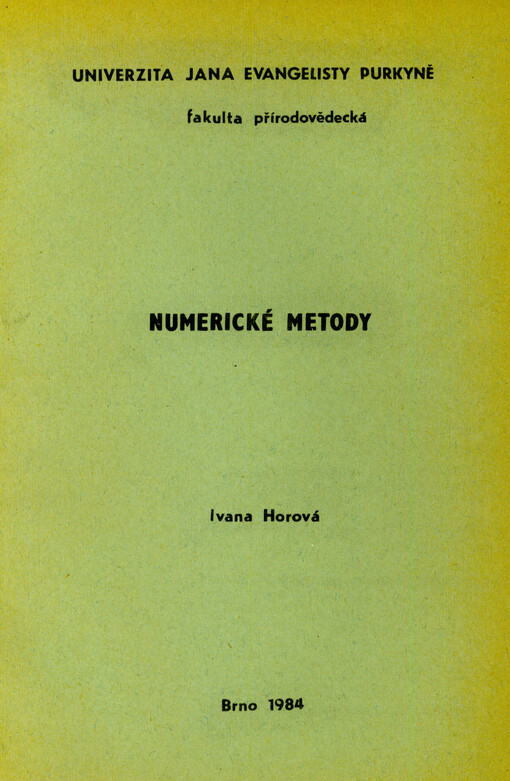 UNIVERZITA JANA EVANGELISTY PURKYNĚ
fakulta přírodovědecká
NUMERICKÉ METODY
Ivana Horová
Brno 1984